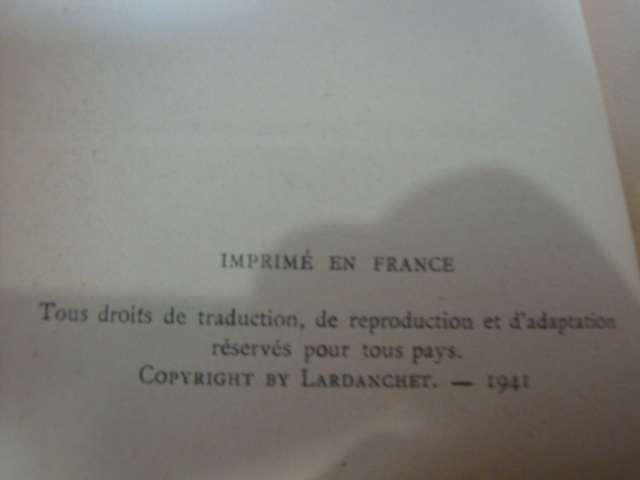 IMPRIMÉ EN FRANCE
Tous droits de traduction, de reproduction et d'adaptation
réservés pour tous pays.
COPYRIGHT BY LARDANCHET. — 1941